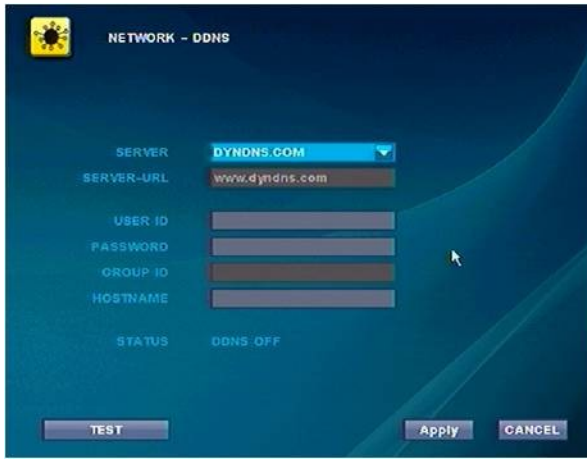 NETWORK - DDNS
SERVER DYNDNS.COM
SERVER-URL www.dyndns.com
USER ID
PASSWORD
GROUP ID
HOSTNAME
STATUS DDNS OFF
TEST Apply CANCEL